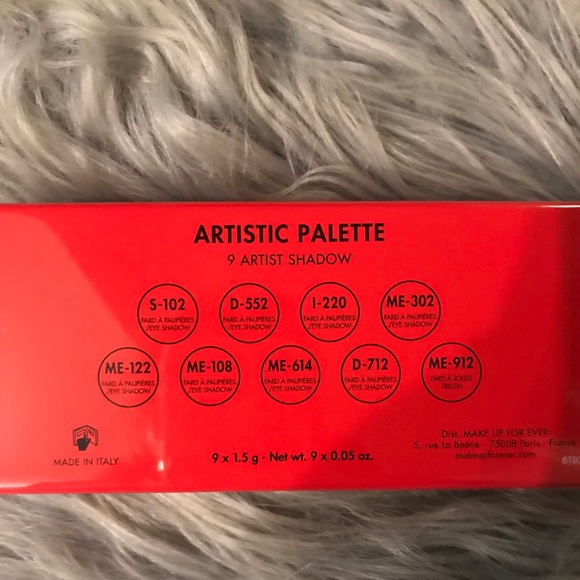 ARTISTIC PALETTE
9 ARTIST SHADOW
S-102
FARD À PAUPIÈRES
/EYE SHADOW
D-552
FARD À PAUPIÈRES
/EYE SHADOW
I-220
FARD À PAUPIÈRES
/EYE SHADOW
ME-302
FARD À PAUPIÈRES
/EYE SHADOW
ME-122
FARD À PAUPIÈRES
/EYE SHADOW
ME-108
FARD À PAUPIÈRES
/EYE SHADOW
ME-614
FARD À PAUPIÈRES
/EYE SHADOW
D-712
FARD À PAUPIÈRES
/EYE SHADOW
ME-912
FARD À JOUES
/BLUSH
MADE IN ITALY
9 x 1.5 g - Net wt. 9 x 0.05 oz.
Dist. MAKE UP FOR EVER
5, rue La Boétie - 75008 Paris - France
makeupforever.com